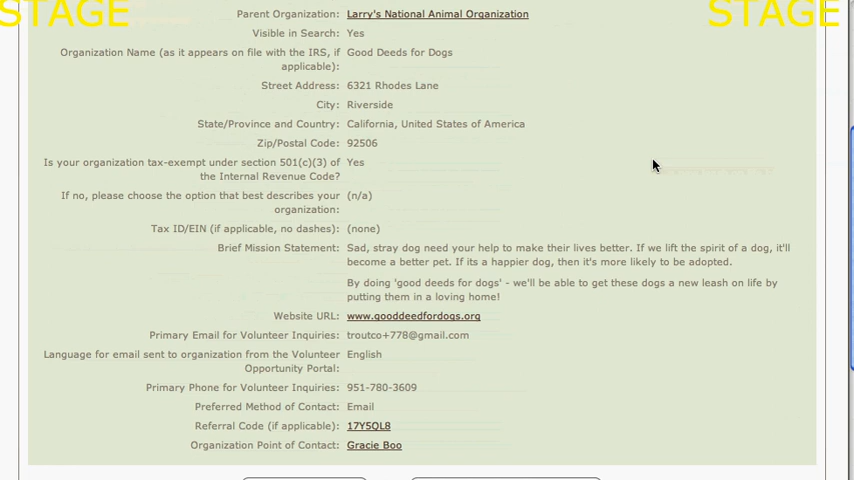 STAGE STAGE
Parent Organization: Larry's National Animal Organization
Visible in Search: Yes
Organization Name (as it appears on file with the IRS, if Good Deeds for Dogs
applicable):
Street Address: 6321 Rhodes Lane
City: Riverside
State/Province and Country: California, United States of America
Zip/Postal Code: 92506
Is your organization tax-exempt under section 501(c)(3) of Yes
the Internal Revenue Code?
If no, please choose the option that best describes your (n/a)
organization:
Tax ID/EIN (if applicable, no dashes): (none)
Brief Mission Statement: Sad, stray dog need your help to make their lives better. If we lift the spirit of a dog, it'll
become a better pet. If its a happier dog, then it's more likely to be adopted.
By doing 'good deeds for dogs' - we'll be able to get these dogs a new leash on life by
putting them in a loving home!
Website URL: www.gooddeedfordogs.org
Primary Email for Volunteer Inquiries: troutco+778@gmail.com
Language for email sent to organization from the Volunteer English
Opportunity Portal:
Primary Phone for Volunteer Inquiries: 951-780-3609
Preferred Method of Contact: Email
Referral Code (if applicable): 17Y5QL8
Organization Point of Contact: Gracie Boo